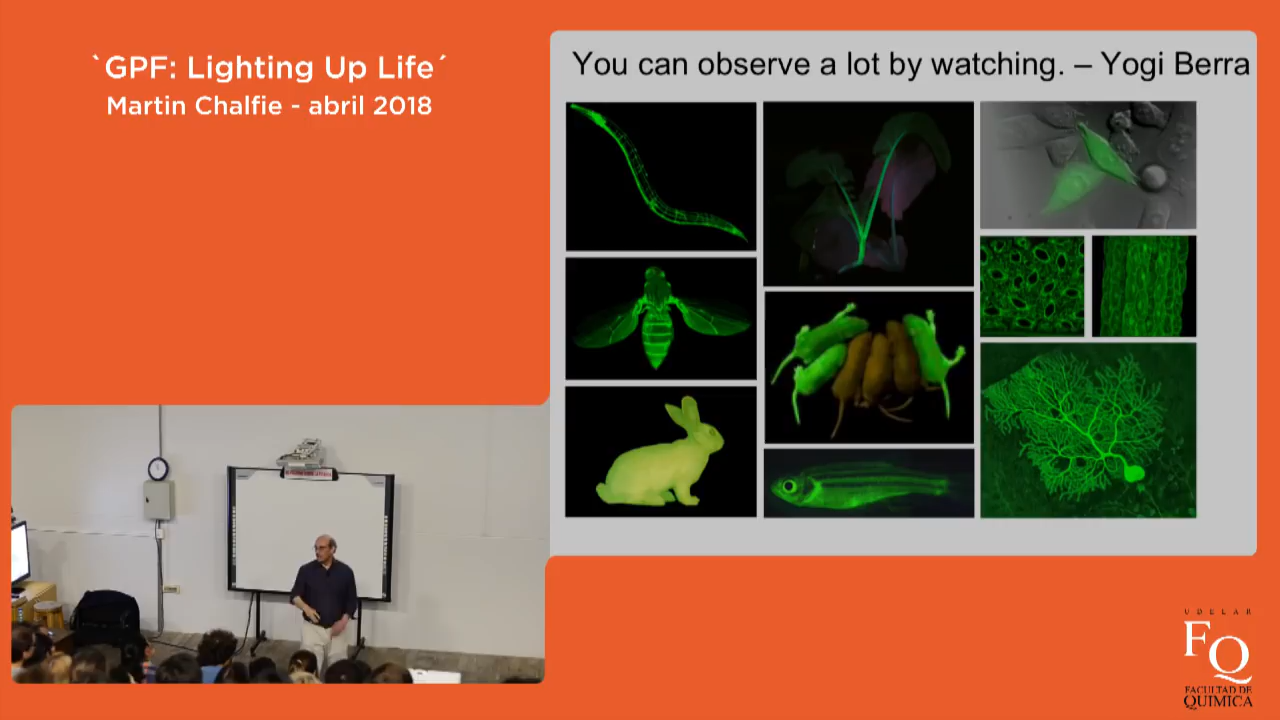 `GPF: Lighting Up Life´
Martin Chalfie - abril 2018
You can observe a lot by watching. – Yogi Berra
UDELAR
FQ
FACULTAD DE
QUIMICA